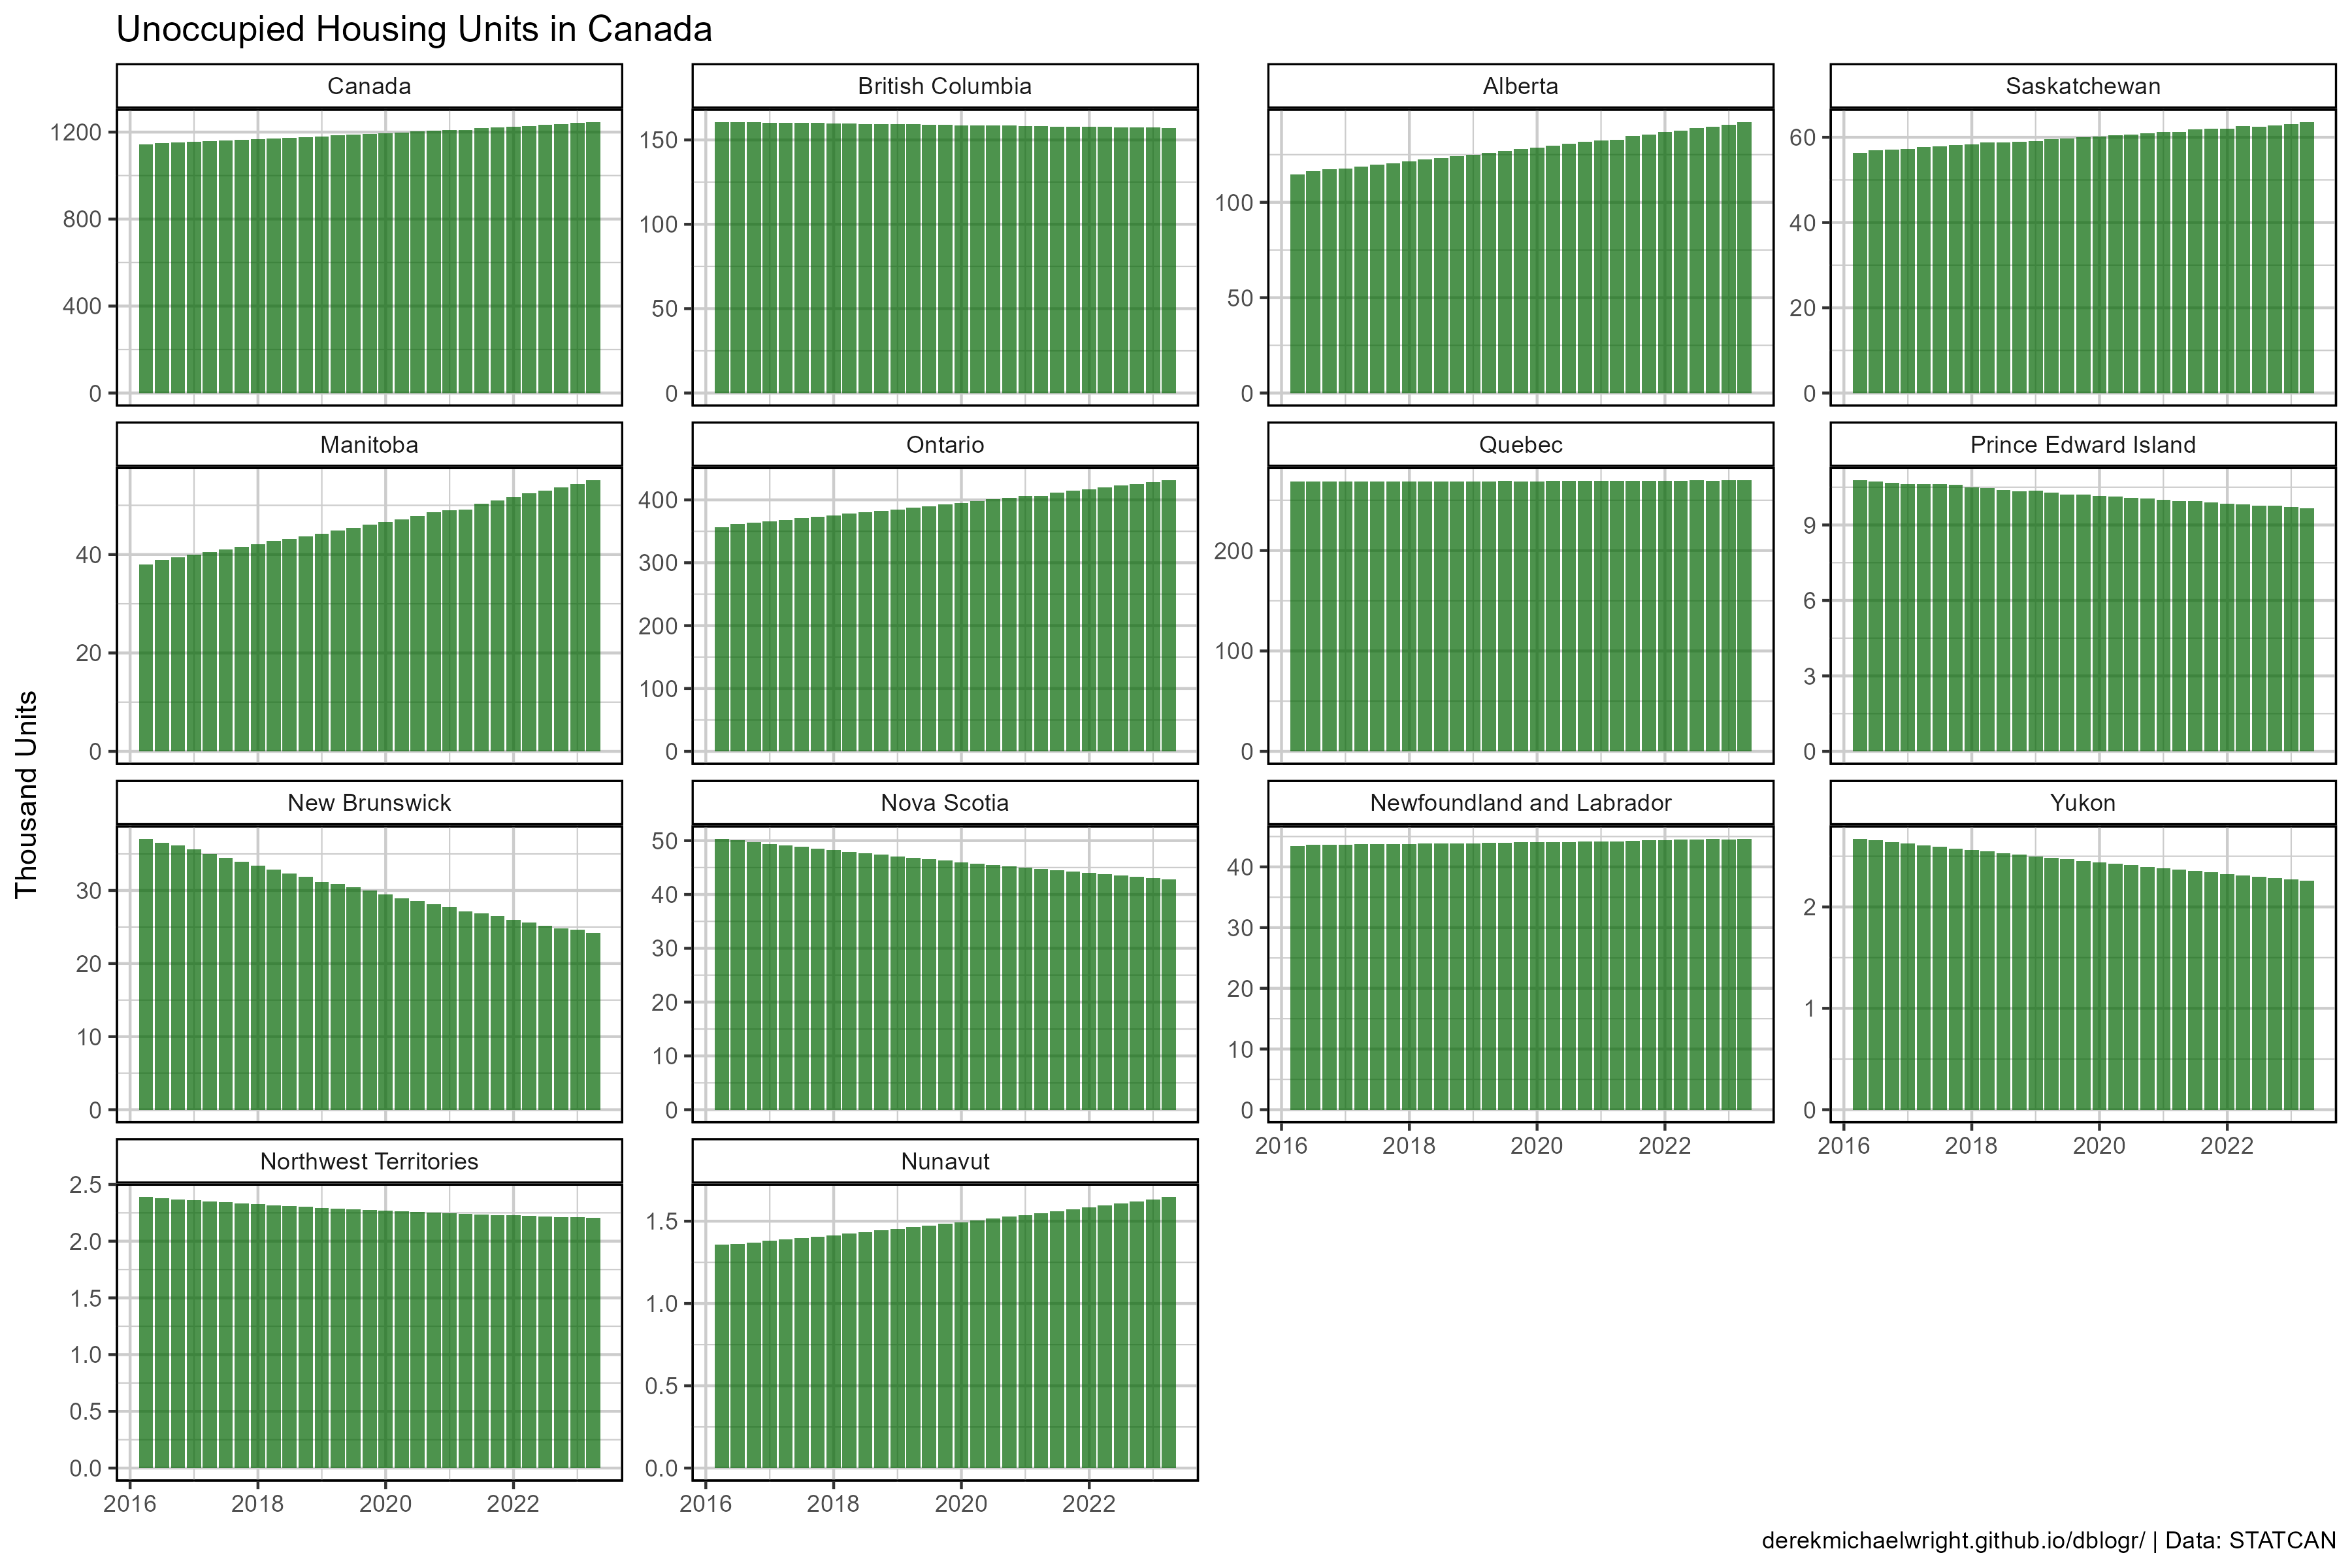 Unoccupied Housing Units in Canada
Canada
British Columbia
Alberta
Saskatchewan
1200
800
400
0
150
100
50
0
100
50
0
60
40
20
0
Manitoba
Ontario
Quebec
Prince Edward Island
40
20
0
400
300
200
100
0
200
100
0
9
6
3
0
Thousand Units
New Brunswick
Nova Scotia
Newfoundland and Labrador
Yukon
30
20
10
0
50
40
30
20
10
0
40
30
20
10
0
2
1
0
2016 2018 2020 2022
2016 2018 2020 2022
Northwest Territories
Nunavut
2.5
2.0
1.5
1.0
0.5
0.0
1.5
1.0
0.5
0.0
2016 2018 2020 2022
2016 2018 2020 2022
derekmichaelwright.github.io/dblogr/ | Data: STATCAN